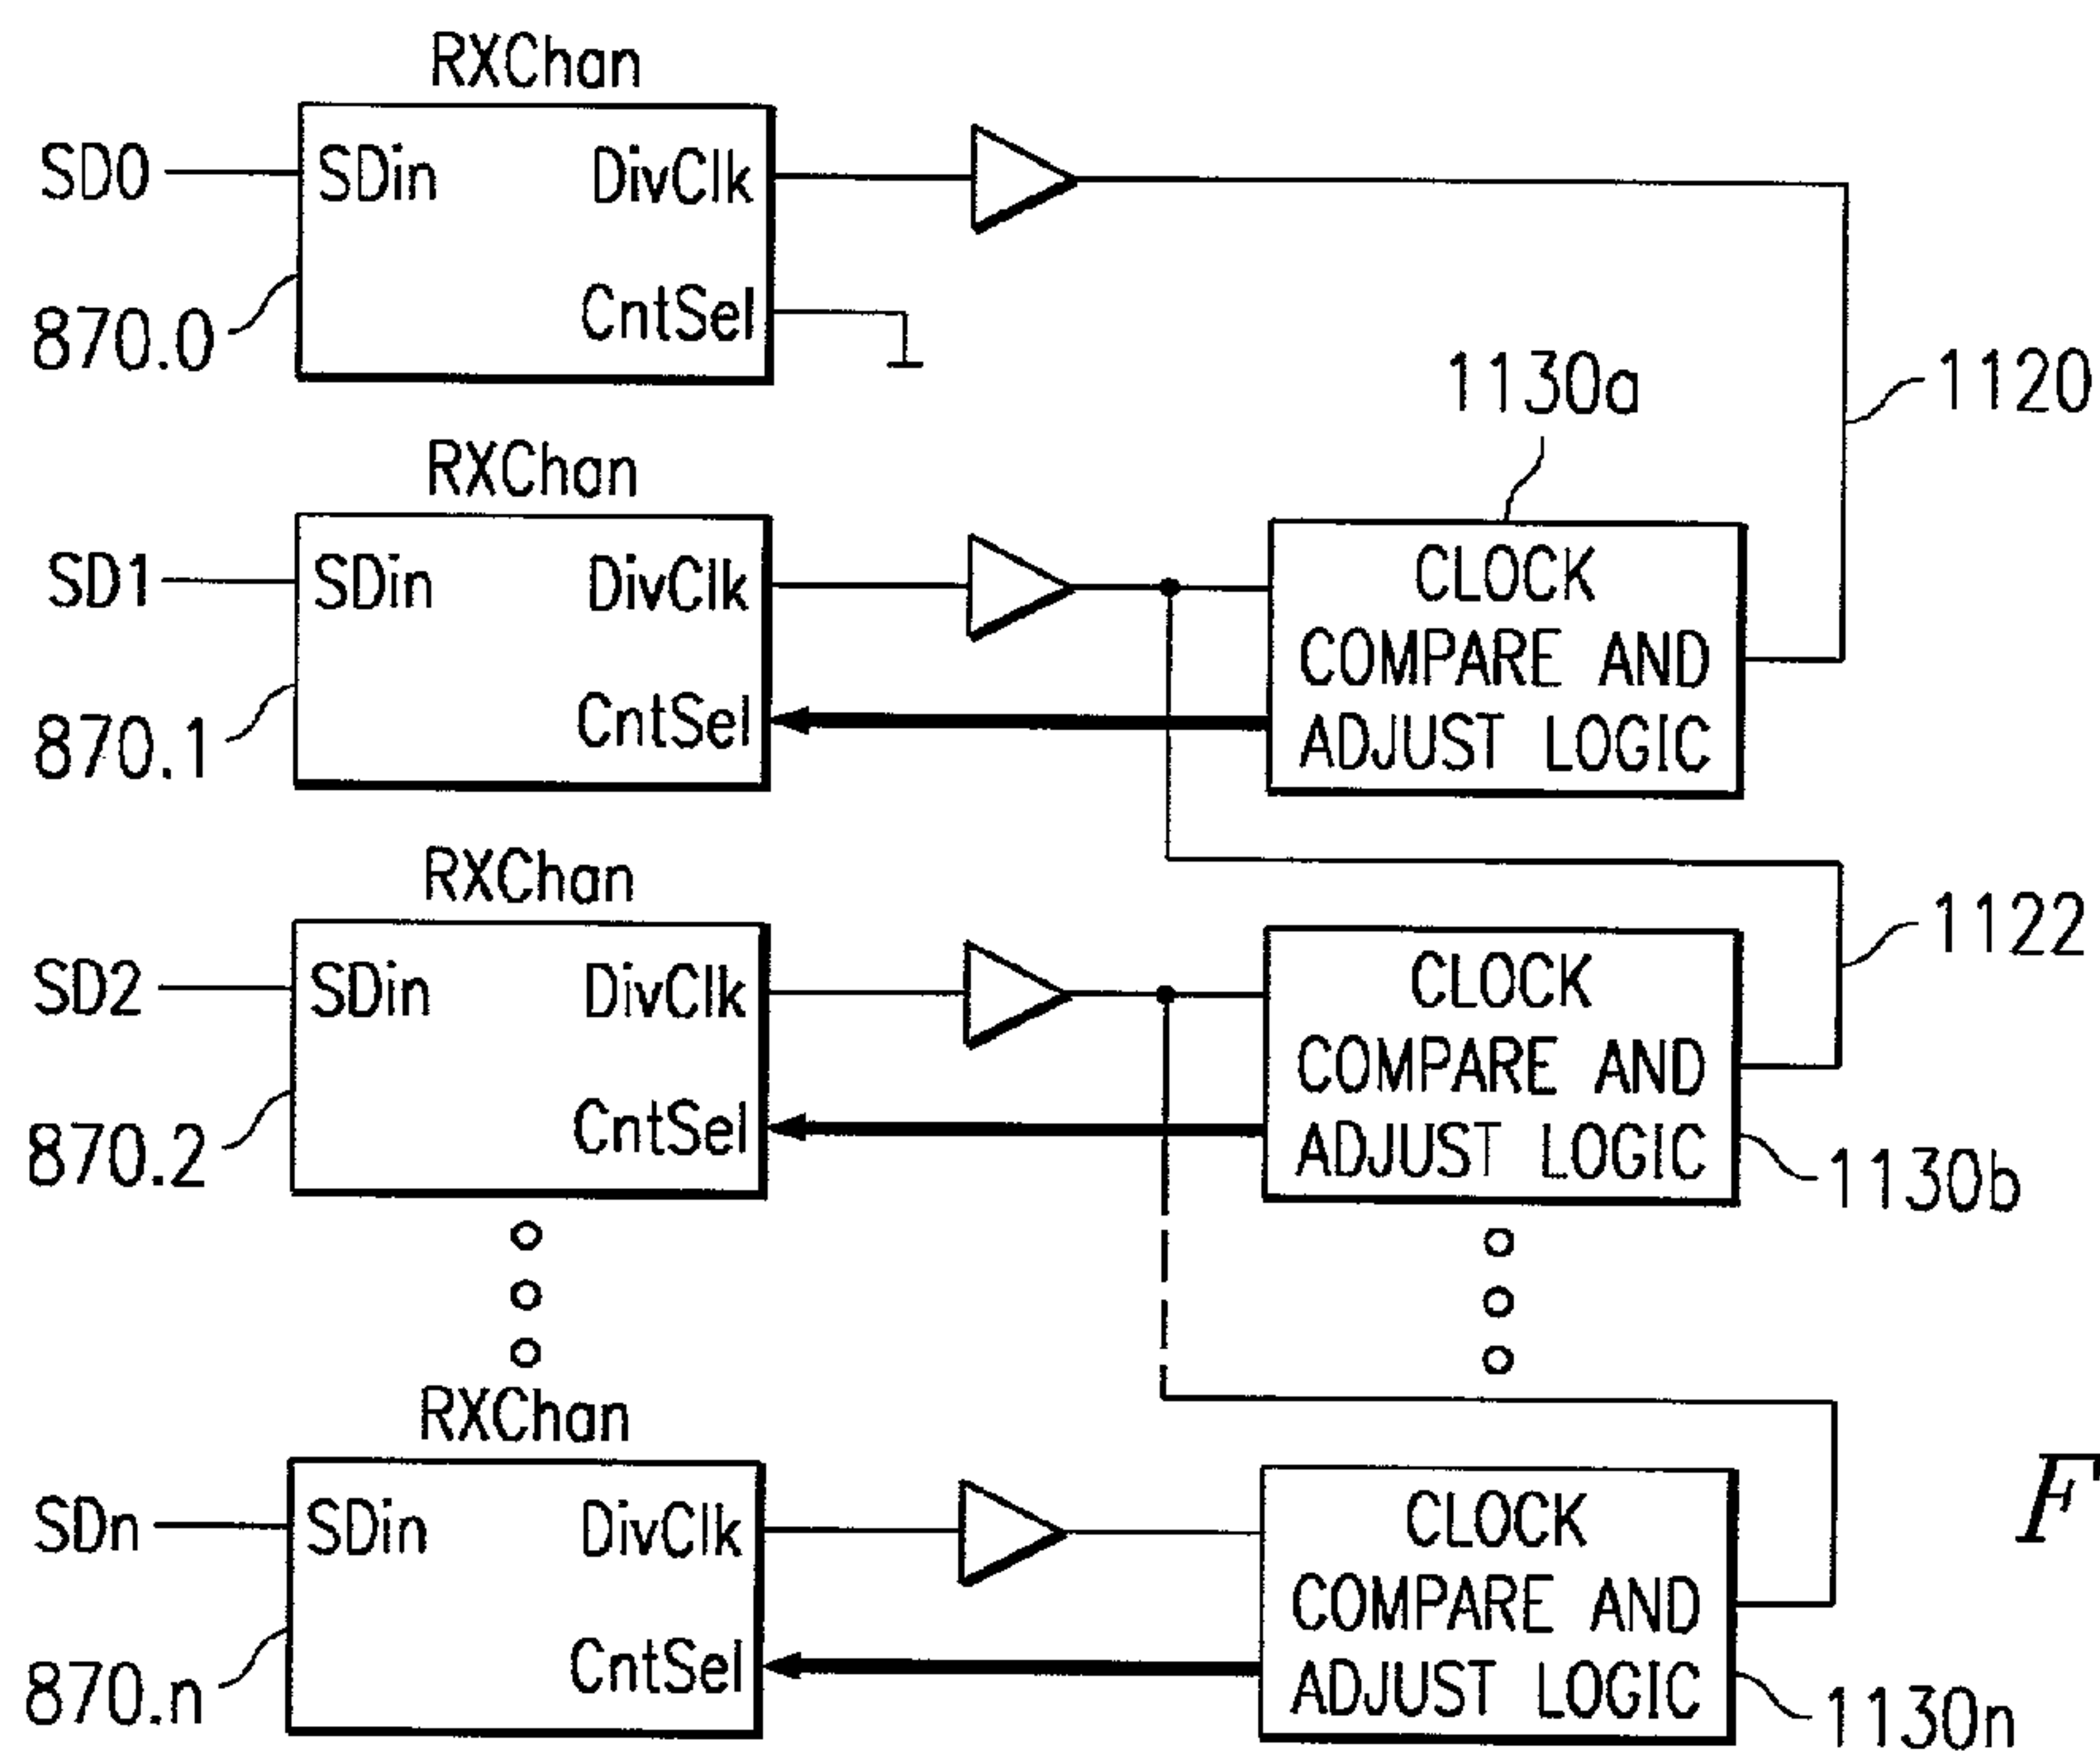 RXChan
SD0 SDin DivClk
CntSel
870.0
1130a
1120
RXChan
SD1 SDin DivClk
CntSel
870.1
CLOCK
COMPARE AND
ADJUST LOGIC
1122
RXChan
SD2 SDin DivClk
CntSel
870.2
CLOCK
COMPARE AND
ADJUST LOGIC
1130b
RXChan
SDn SDin DivClk
CntSel
870.n
CLOCK
COMPARE AND
ADJUST LOGIC
1130n
F